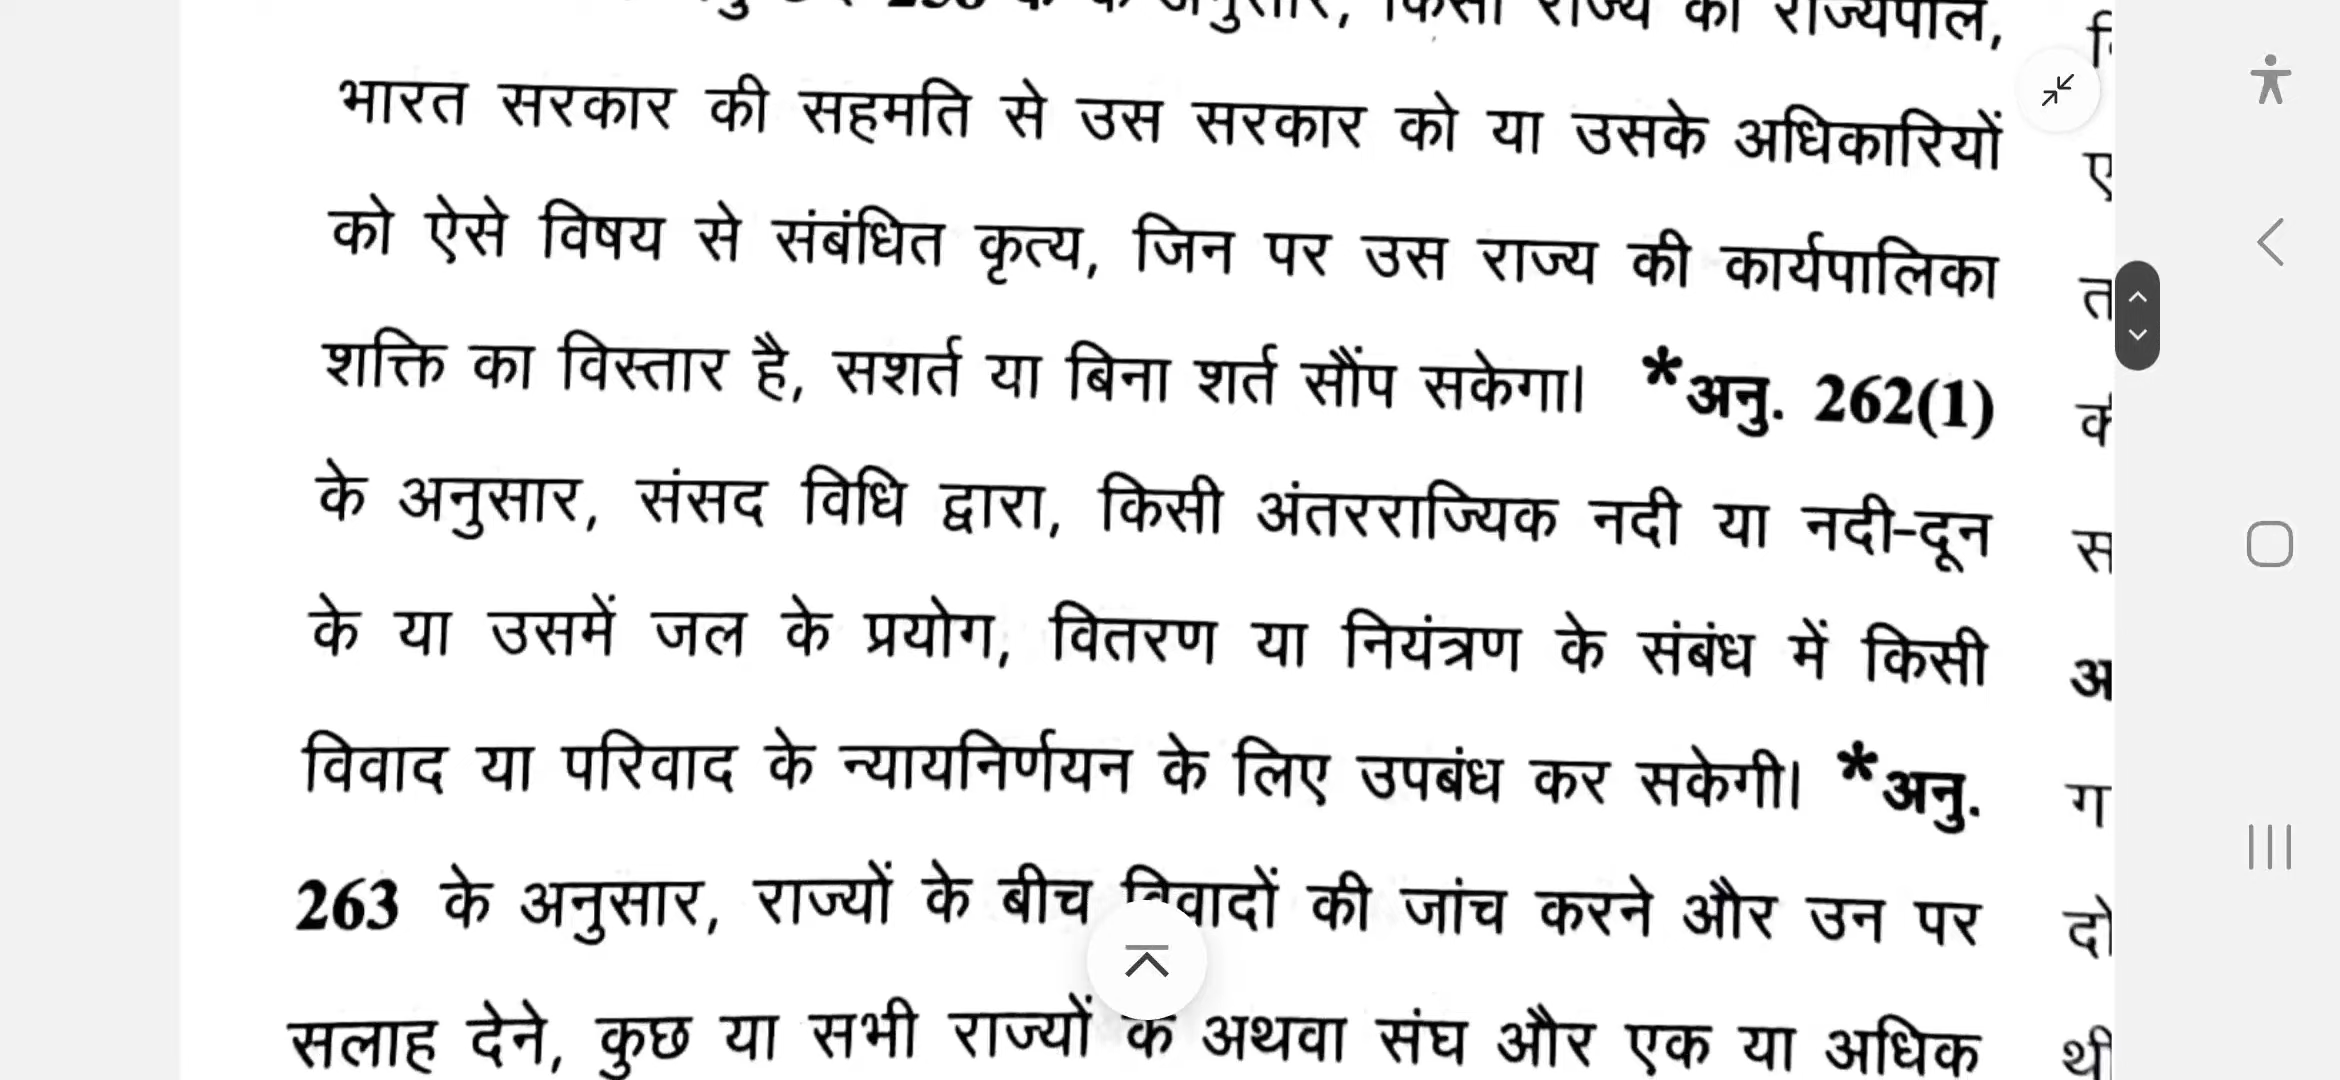 के अनुसार, किसी राज्य का राज्यपाल,
भारत सरकार की सहमति से उस सरकार को या उसके अधिकारियों
को ऐसे विषय से संबंधित कृत्य, जिन पर उस राज्य की कार्यपालिका
शक्ति का विस्तार है, सशर्त या बिना शर्त सौंप सकेगा। *अनु. 262(1)
के अनुसार, संसद विधि द्वारा, किसी अंतरराज्यिक नदी या नदी-दून
के या उसमें जल के प्रयोग, वितरण या नियंत्रण के संबंध में किसी
विवाद या परिवाद के न्यायनिर्णयन के लिए उपबंध कर सकेगी। *अनु.
263 के अनुसार, राज्यों के बीच विवादों की जांच करने और उन पर
सलाह देने, कुछ या सभी राज्यों के अथवा संघ और एक या अधिक